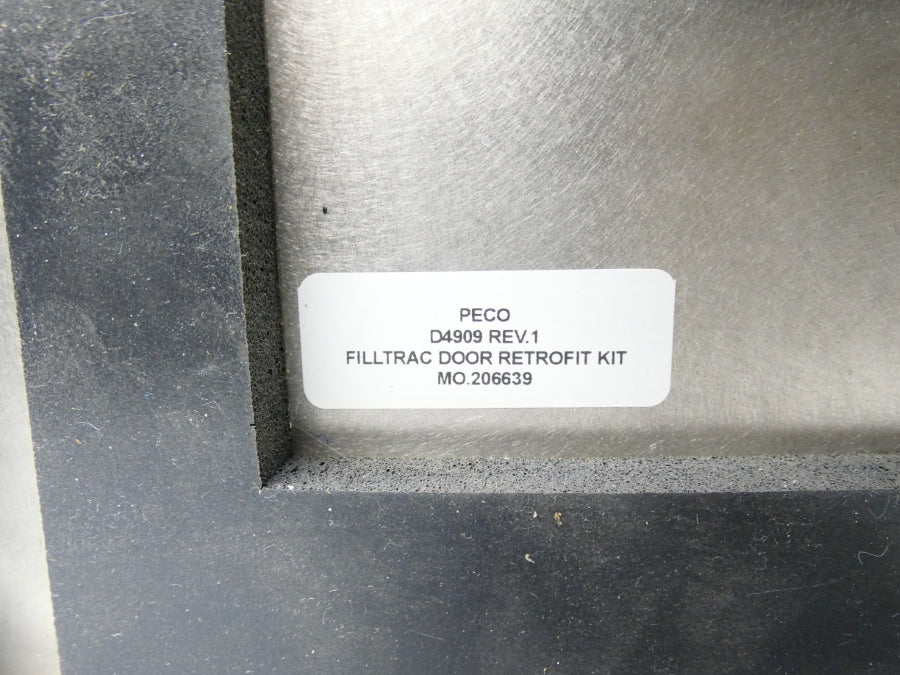 PECO
D4909 REV.1
FILLTRAC DOOR RETROFIT KIT
MO.206639